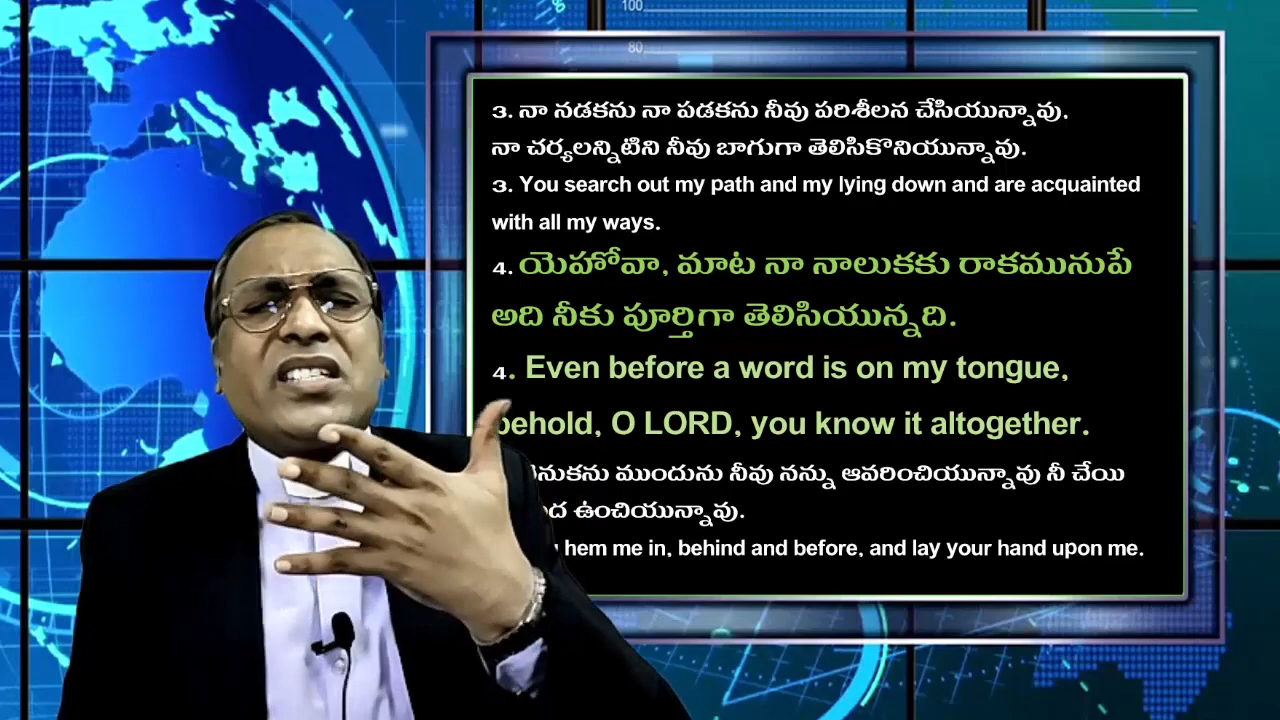 100
80
3. నా నడకను నా పడకను నీవు పరిశీలన చేసియున్నావు.
నా చర్యలన్నిటిని నీవు బాగుగా తెలిసికొనియున్నావు.
3. You search out my path and my lying down and are acquainted
with all my ways.
4. యెహోవా, మాట నా నాలుకకు రాకమునుపే
అది నీకు పూర్తిగా తెలిసియున్నది.
4. Even before a word is on my tongue,
behold, O LORD, you know it altogether.
ముందును నీవు నన్ను ఆవరించియున్నావు నీ చేయి
ఉంచియున్నావు.
hem me in, behind and before, and lay your hand upon me.